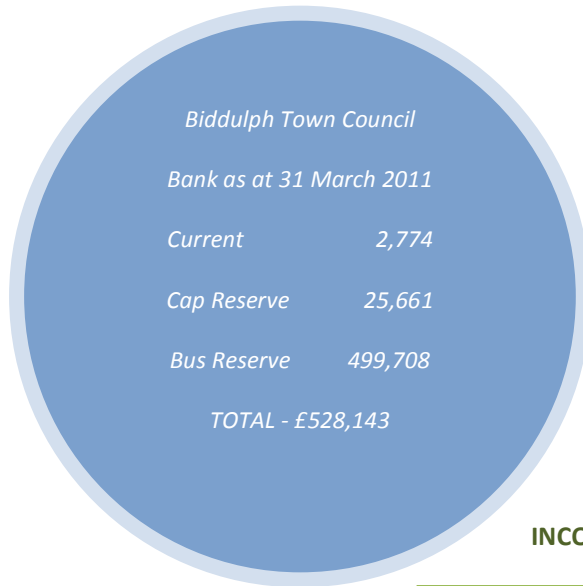 Biddulph Town Council
Bank as at 31 March 2011
Current 2,774
Cap Reserve 25,661
Bus Reserve 499,708
TOTAL - £528,143